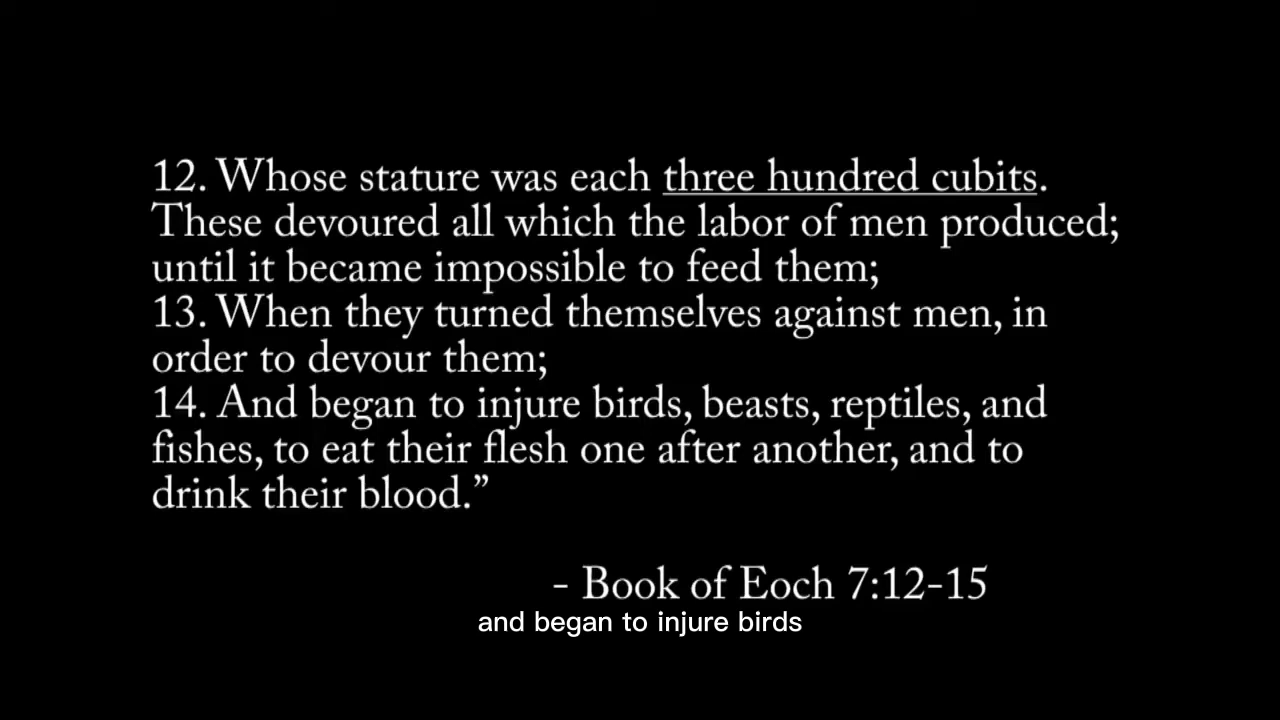 12. Whose stature was each three hundred cubits.
These devoured all which the labor of men produced;
until it became impossible to feed them;
13. When they turned themselves against men, in
order to devour them;
14. And began to injure birds, beasts, reptiles, and
fishes, to eat their flesh one after another, and to
drink their blood.”
- Book of Eoch 7:12-15
and began to injure birds